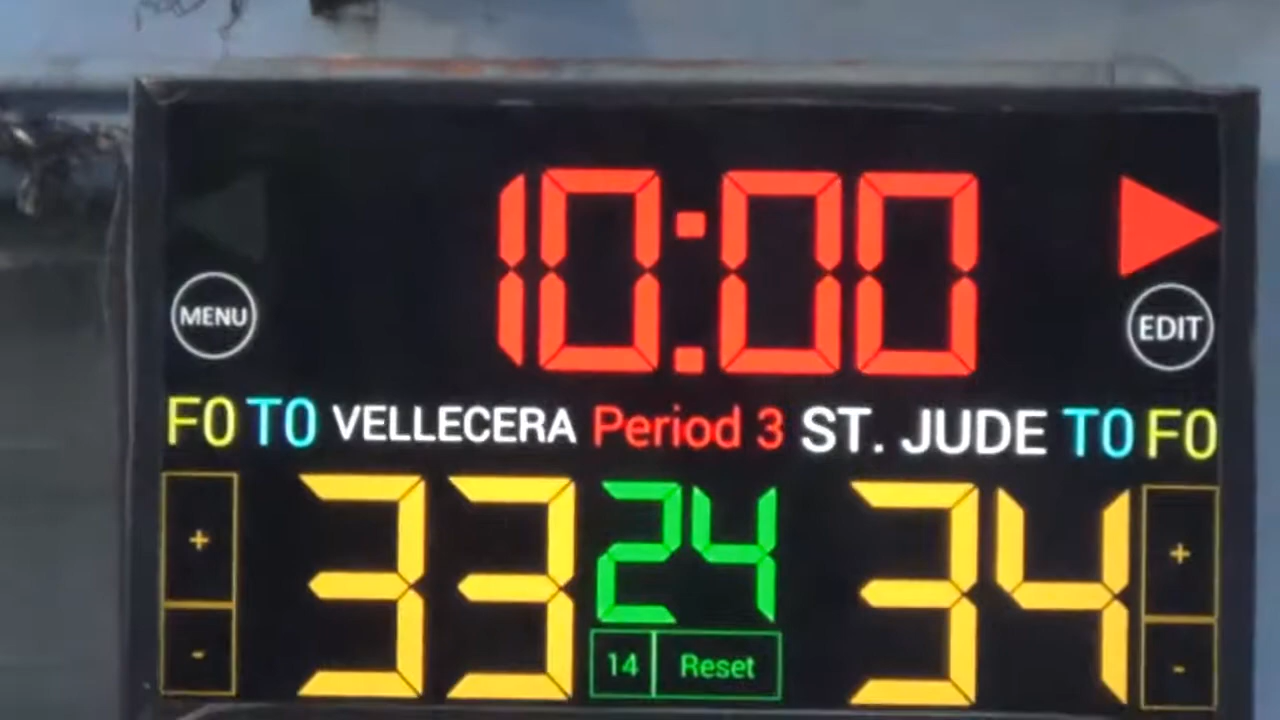 10:00
MENU
EDIT
F0 T0 VELLECERA Period 3 ST. JUDE T0 F0
+ 33 24 34 +
- 14 Reset -